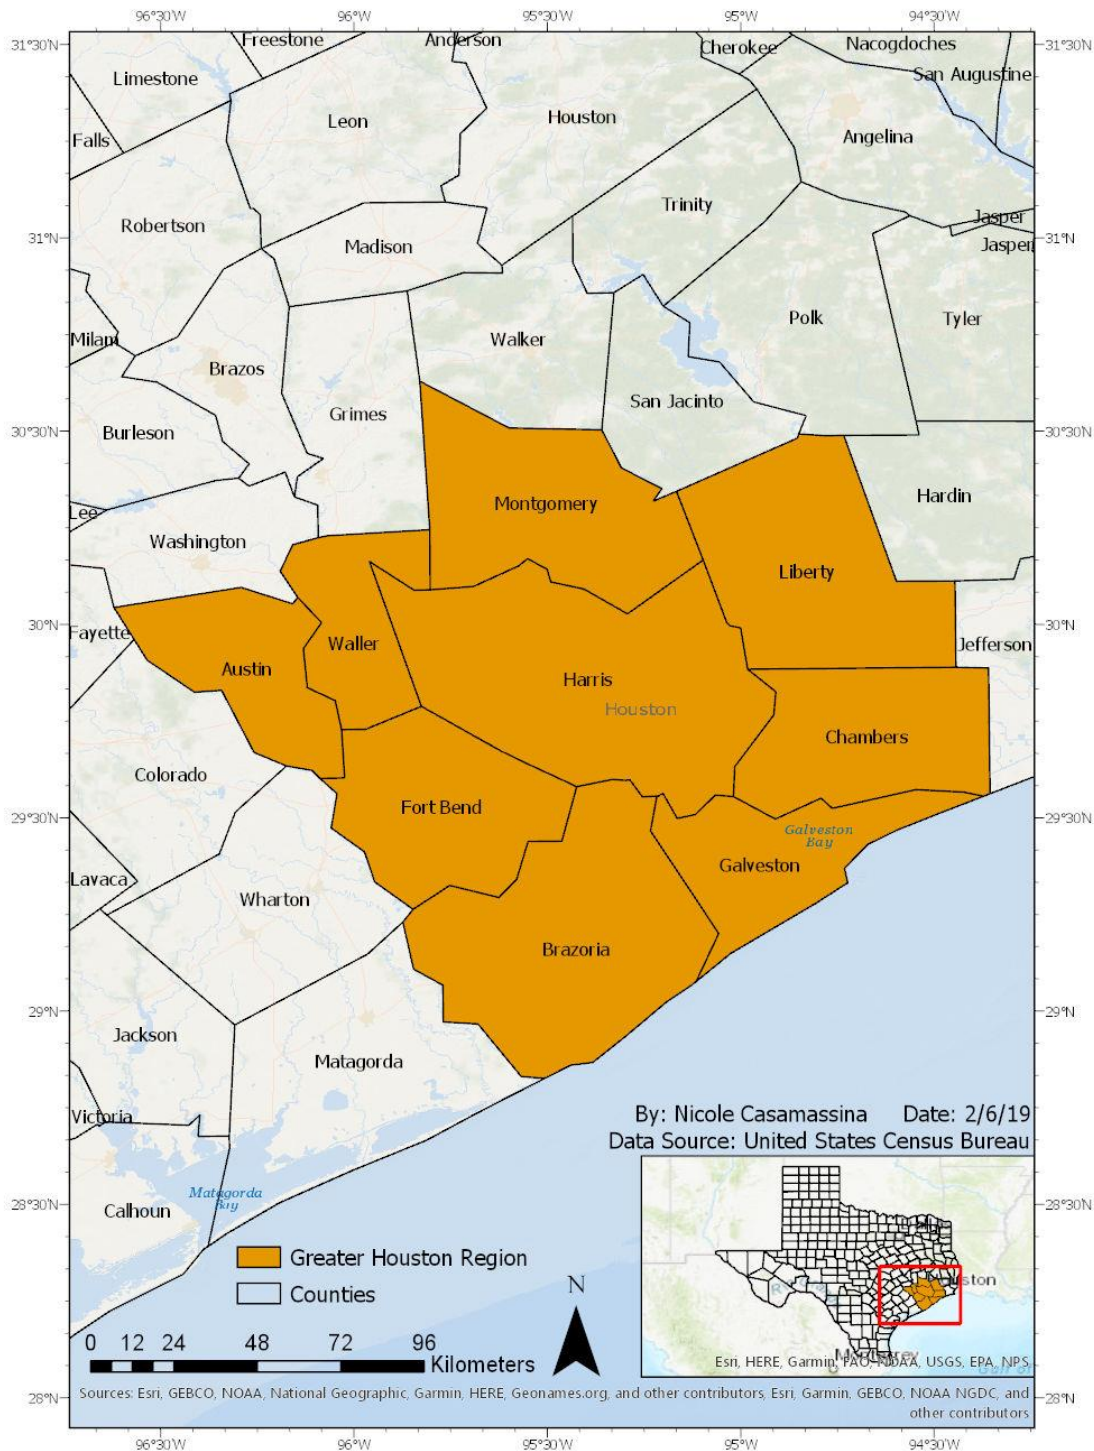 96°30'W 96°W 95°30'W 95°W 94°30'W
31°30'N 31°30'N
Freestone Anderson Cherokee Nacogdoches
San Augustine
Limestone
Falls Leon Houston Angelina
Trinity
Robertson Madison Jasper
31°N 31°N
Jasper
Milam Walker Polk Tyler
Brazos
Grimes San Jacinto
Burleson
30°30'N 30°30'N
Lee Montgomery Hardin
Washington
Liberty
30°N 30°N
Fayette Waller Jefferson
Austin Harris
Houston
Chambers
Colorado
Fort Bend
29°30'N 29°30'N
Galveston
Bay
Galveston
Lavaca
Wharton
Brazoria
29°N 29°N
Jackson
Matagorda
Victoria
By: Nicole Casamassina Date: 2/6/19
Data Source: United States Census Bureau
Matagorda
Bay
28°30'N 28°30'N
Calhoun
Greater Houston Region
Counties
N
0 12 24 48 72 96
Kilometers
Esri, HERE, Garmin, FAO, NOAA, USGS, EPA, NPS
Sources: Esri, GEBCO, NOAA, National Geographic, Garmin, HERE, Geonames.org, and other contributors, Esri, Garmin, GEBCO, NOAA NGDC, and
other contributors
28°N 28°N
96°30'W 96°W 95°30'W 95°W 94°30'W